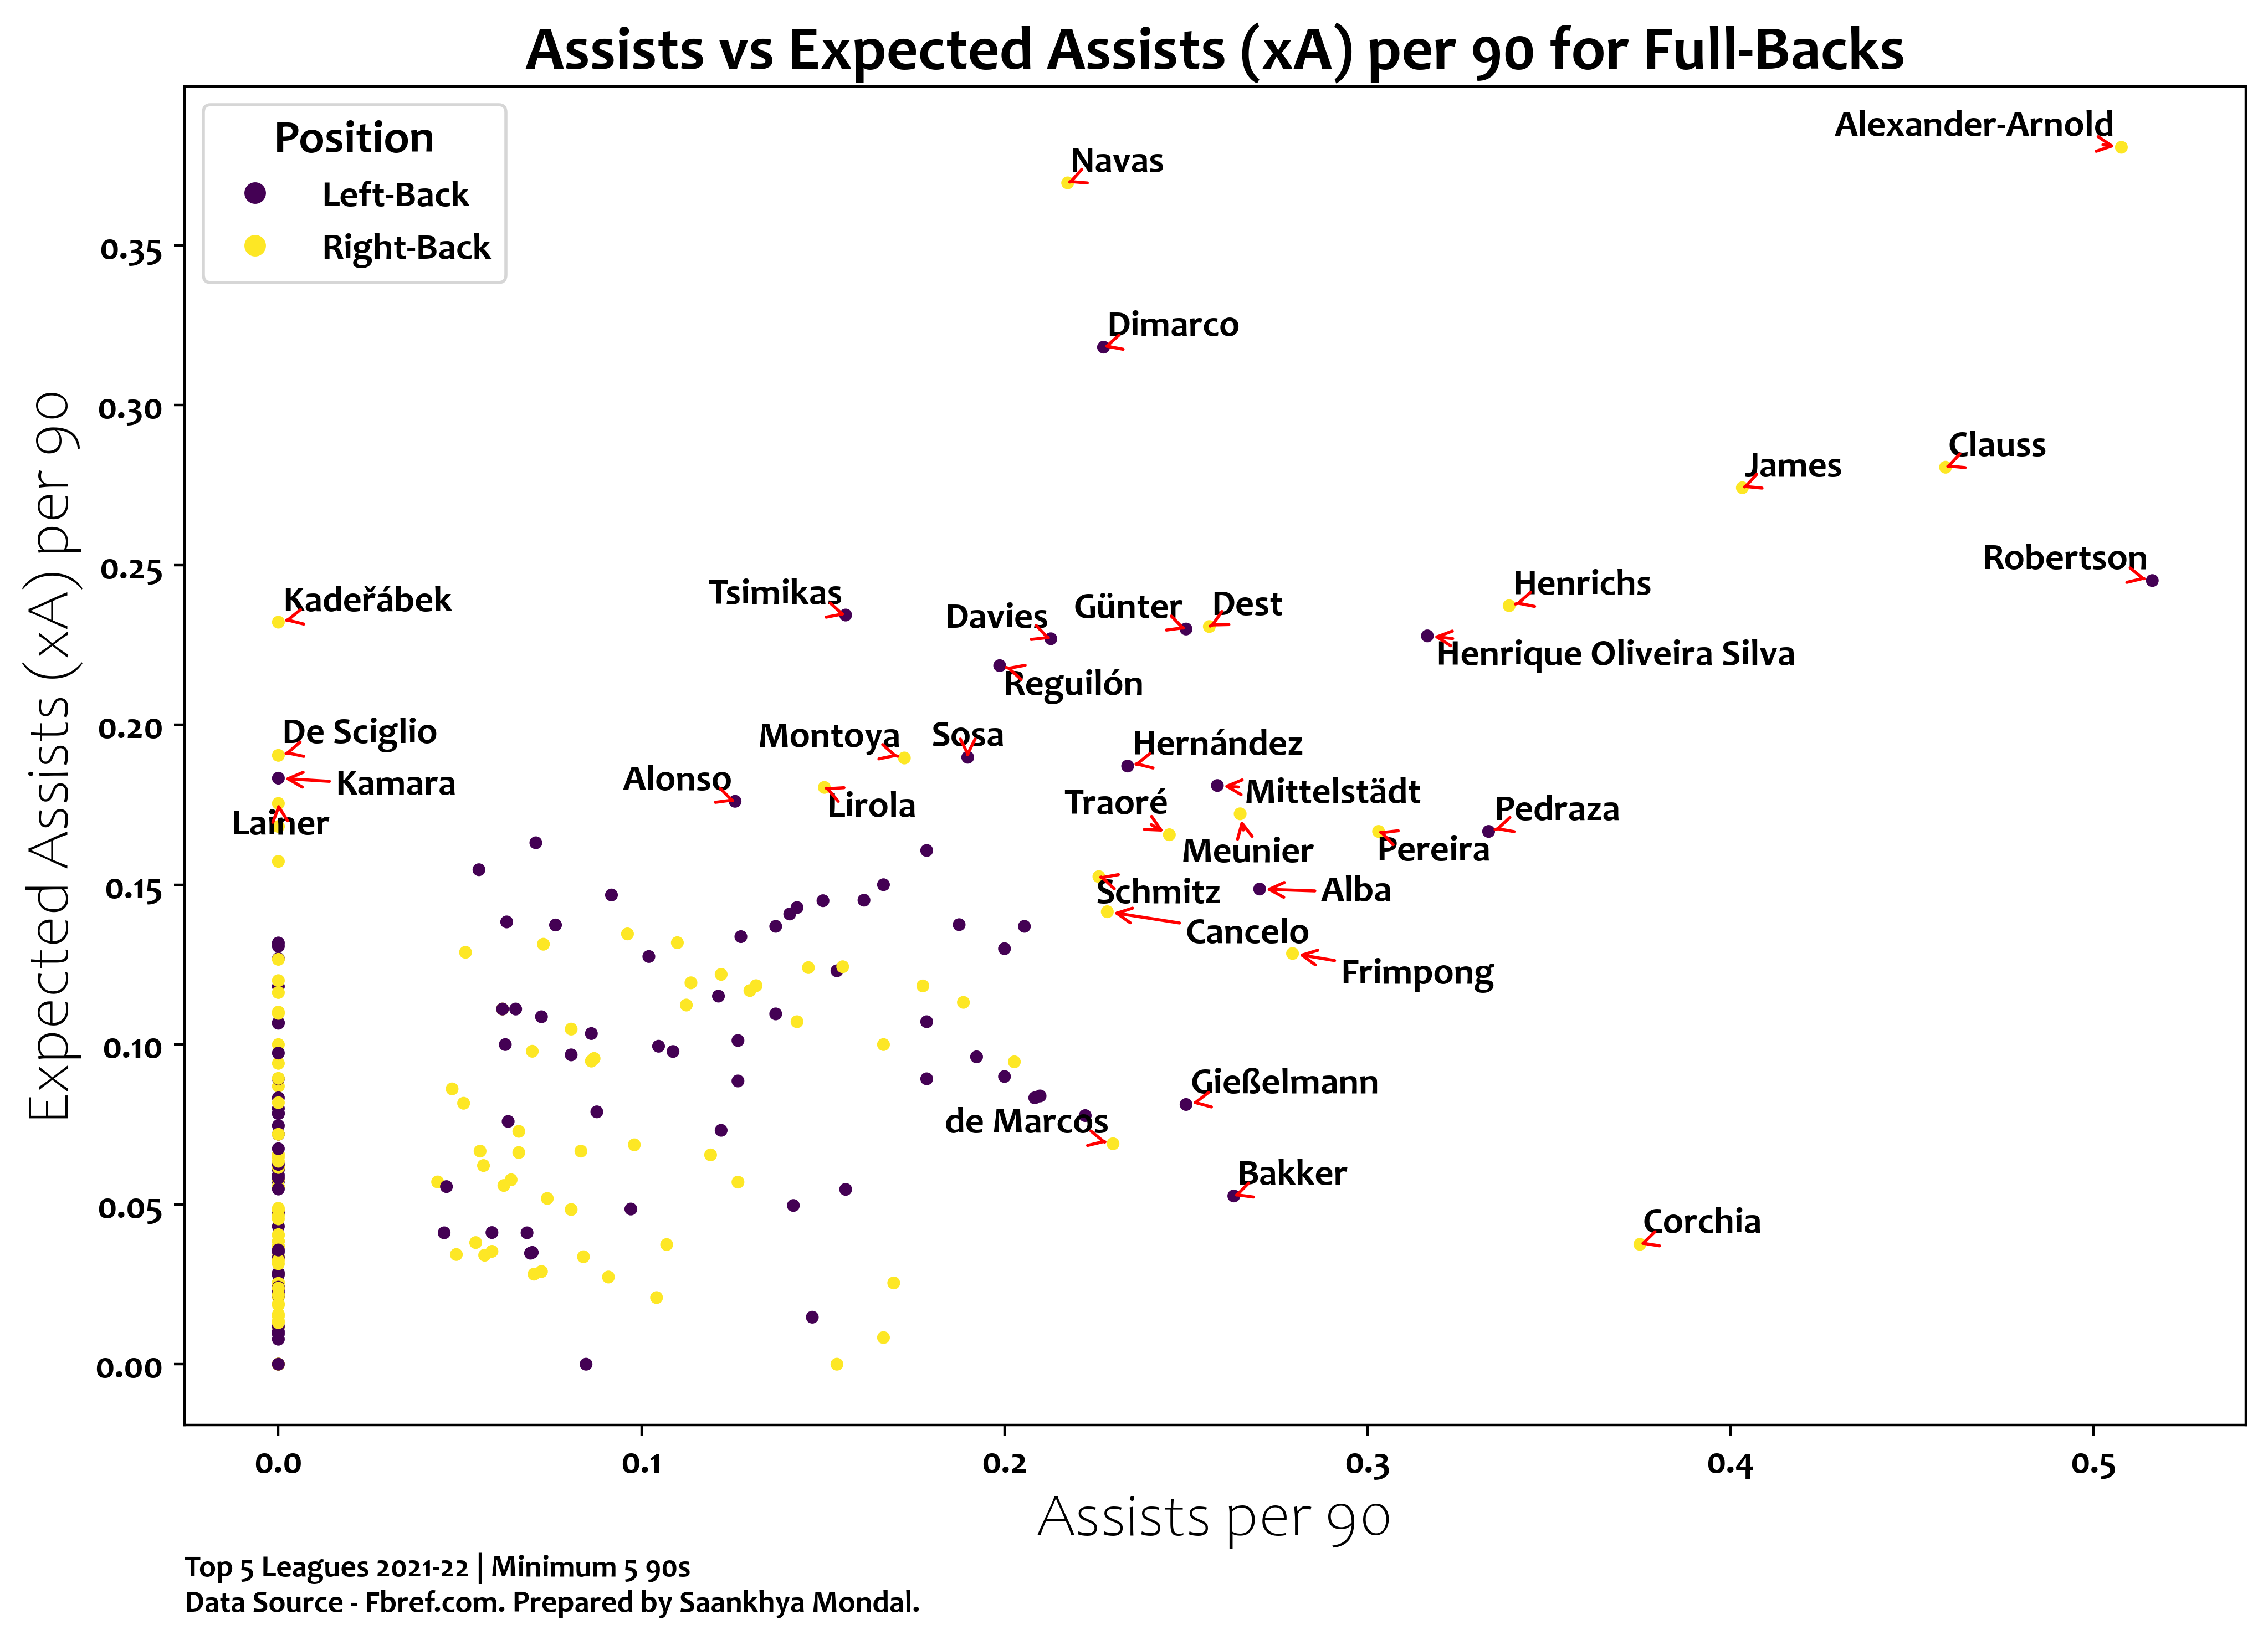 Assists vs Expected Assists (xA) per 90 for Full-Backs
Position
Left-Back
Right-Back
Alexander-Arnold
Navas
Dimarco
Clauss
James
Robertson
Henrichs
Henrique Oliveira Silva
Kadeřábek
Tsimikas
Davies
Günter
Dest
Reguilón
De Sciglio
Kamara
Lainer
Montoya
Sosa
Hernández
Alonso
Lirola
Mittelstädt
Traoré
Meunier
Pedraza
Pereira
Schmitz
Alba
Cancelo
Frimpong
Gießelmann
de Marcos
Bakker
Corchia
Expected Assists (xA) per 90
0.35
0.30
0.25
0.20
0.15
0.10
0.05
0.00
0.0 0.1 0.2 0.3 0.4 0.5
Assists per 90
Top 5 Leagues 2021-22 | Minimum 5 90s
Data Source - Fbref.com. Prepared by Saankhya Mondal.